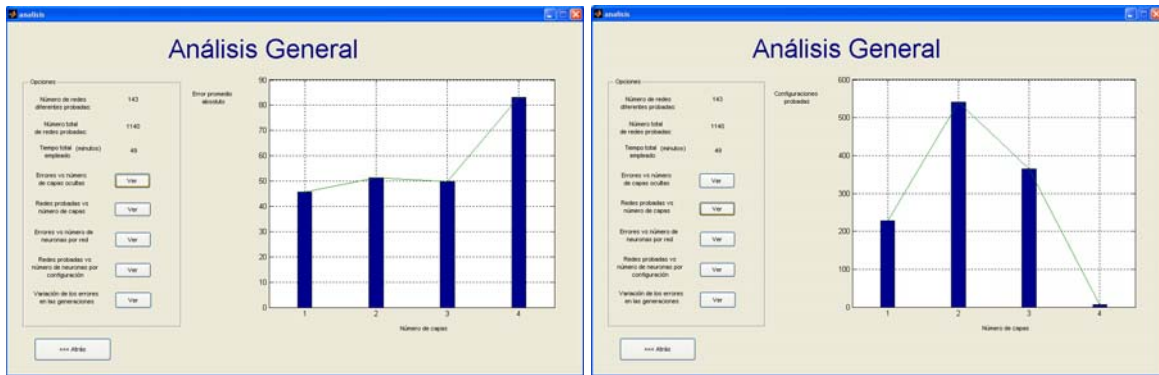 analisis
Análisis General
Opciones
Número de redes
diferentes probadas:
143
Número total
de redes probadas:
1140
Tiempo total (minutos)
empleado
49
Errores vs número
de capas ocultas
Ver
Redes probadas vs
número de capas
Ver
Errores vs número de
neuronas por red
Ver
Redes probadas vs
número de neuronas por
configuración
Ver
Variación de los errores
en las generaciones
Ver
<<< Atrás
Error promedio
absoluto
90
80
70
60
50
40
30
20
10
0
1 2 3 4
Número de capas
analisis
Análisis General
Opciones
Número de redes
diferentes probadas:
143
Número total
de redes probadas:
1140
Tiempo total (minutos)
empleado
49
Errores vs número
de capas ocultas
Ver
Redes probadas vs
número de capas
Ver
Errores vs número de
neuronas por red
Ver
Redes probadas vs
número de neuronas por
configuración
Ver
Variación de los errores
en las generaciones
Ver
<<< Atrás
Configuraciones
probadas
600
500
400
300
200
100
0
1 2 3 4
Número de capas